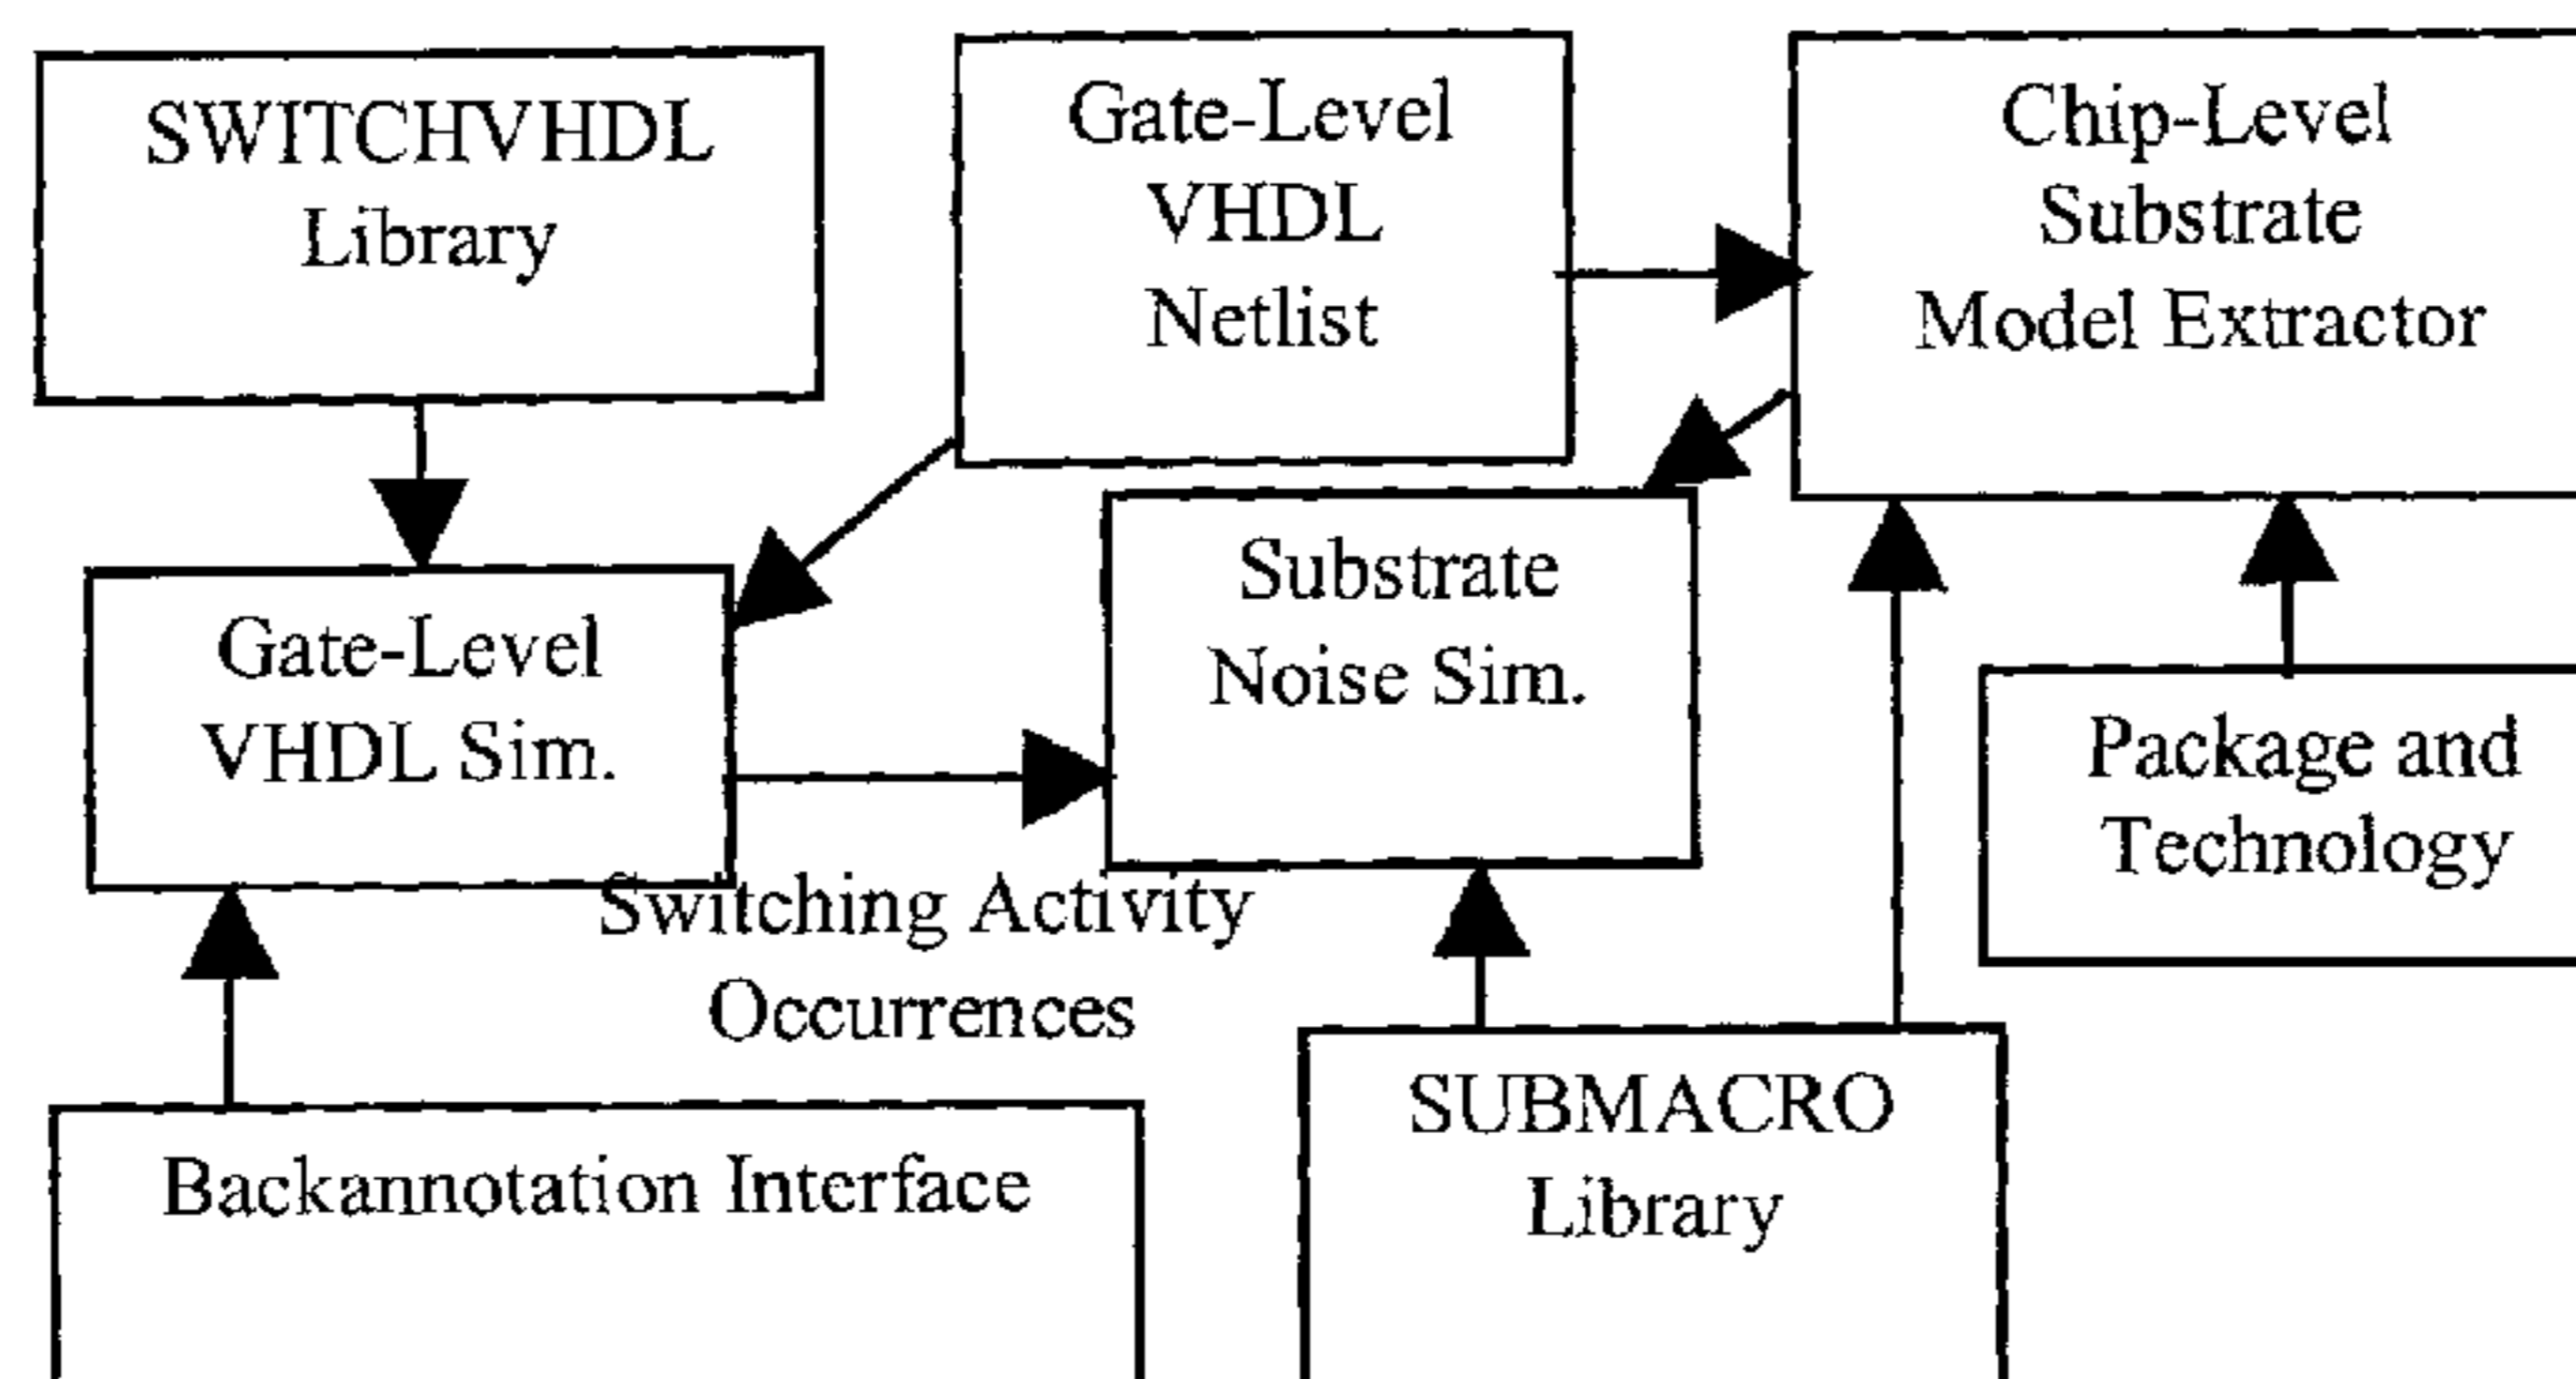 SWITCHVHDL
Library
Gate-Level
VHDL
Netlist
Chip-Level
Substrate
Model Extractor
Gate-Level
VHDL Sim.
Substrate
Noise Sim.
Package and
Technology
Switching Activity
Occurrences
Backannotation Interface
SUBMACRO
Library